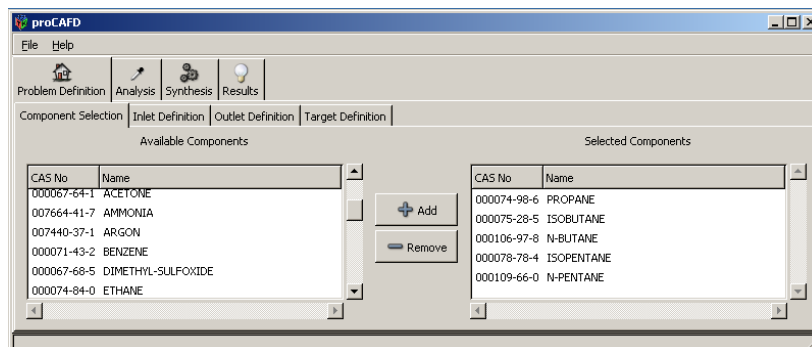 proCAFD
File Help
Problem Definition Analysis Synthesis Results
Component Selection Inlet Definition Outlet Definition Target Definition
Available Components
CAS No Name
000067-64-1 ACETONE
007664-41-7 AMMONIA
007440-37-1 ARGON
000071-43-2 BENZENE
000067-68-5 DIMETHYL-SULFOXIDE
000074-84-0 ETHANE
Add
Remove
Selected Components
CAS No Name
000074-98-6 PROPANE
000075-28-5 ISOBUTANE
000106-97-8 N-BUTANE
000078-78-4 ISOPENTANE
000109-66-0 N-PENTANE